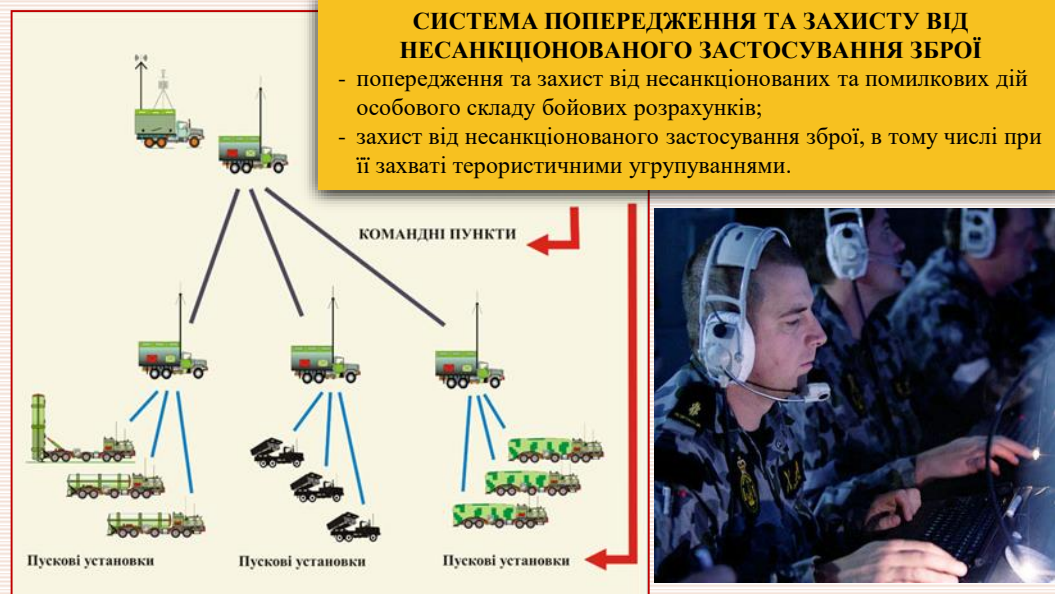 СИСТЕМА ПОПЕРЕДЖЕННЯ ТА ЗАХИСТУ ВІД
НЕСАНКЦІОНОВАНОГО ЗАСТОСУВАННЯ ЗБРОЇ
- попередження та захист від несанкціонованих та помилкових дій
особового складу бойових розрахунків;
- захист від несанкціонованого застосування зброї, в тому числі при
її захваті терористичними угрупуваннями.
КОМАНДНІ ПУНКТИ
Пускові установки
Пускові установки
Пускові установки